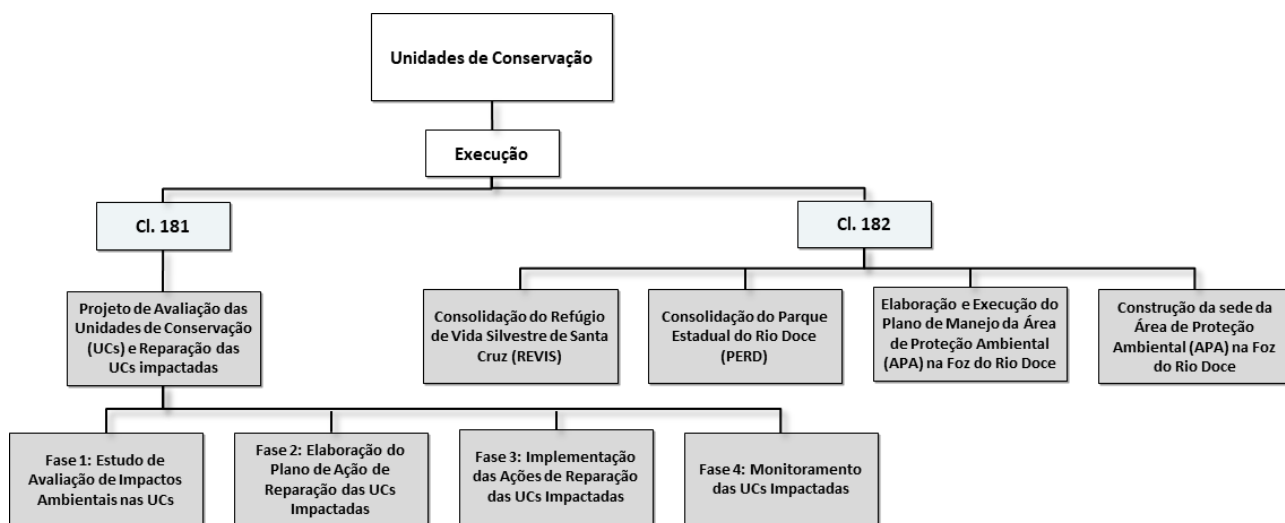 Unidades de Conservação
Execução
Cl. 181
Cl. 182
Projeto de Avaliação das
Unidades de Conservação
(UCs) e Reparação das
UCs impactadas
Consolidação do Refúgio
de Vida Silvestre de Santa
Cruz (REVIS)
Consolidação do Parque
Estadual do Rio Doce
(PERD)
Elaboração e Execução do
Plano de Manejo da Área
de Proteção Ambiental
(APA) na Foz do Rio Doce
Construção da sede da
Área de Proteção
Ambiental (APA) na Foz
do Rio Doce
Fase 1: Estudo de
Avaliação de Impactos
Ambientais nas UCs
Fase 2: Elaboração do
Plano de Ação de
Reparação das UCs
Impactadas
Fase 3: Implementação
das Ações de Reparação
das UCs Impactadas
Fase 4: Monitoramento
das UCs Impactadas